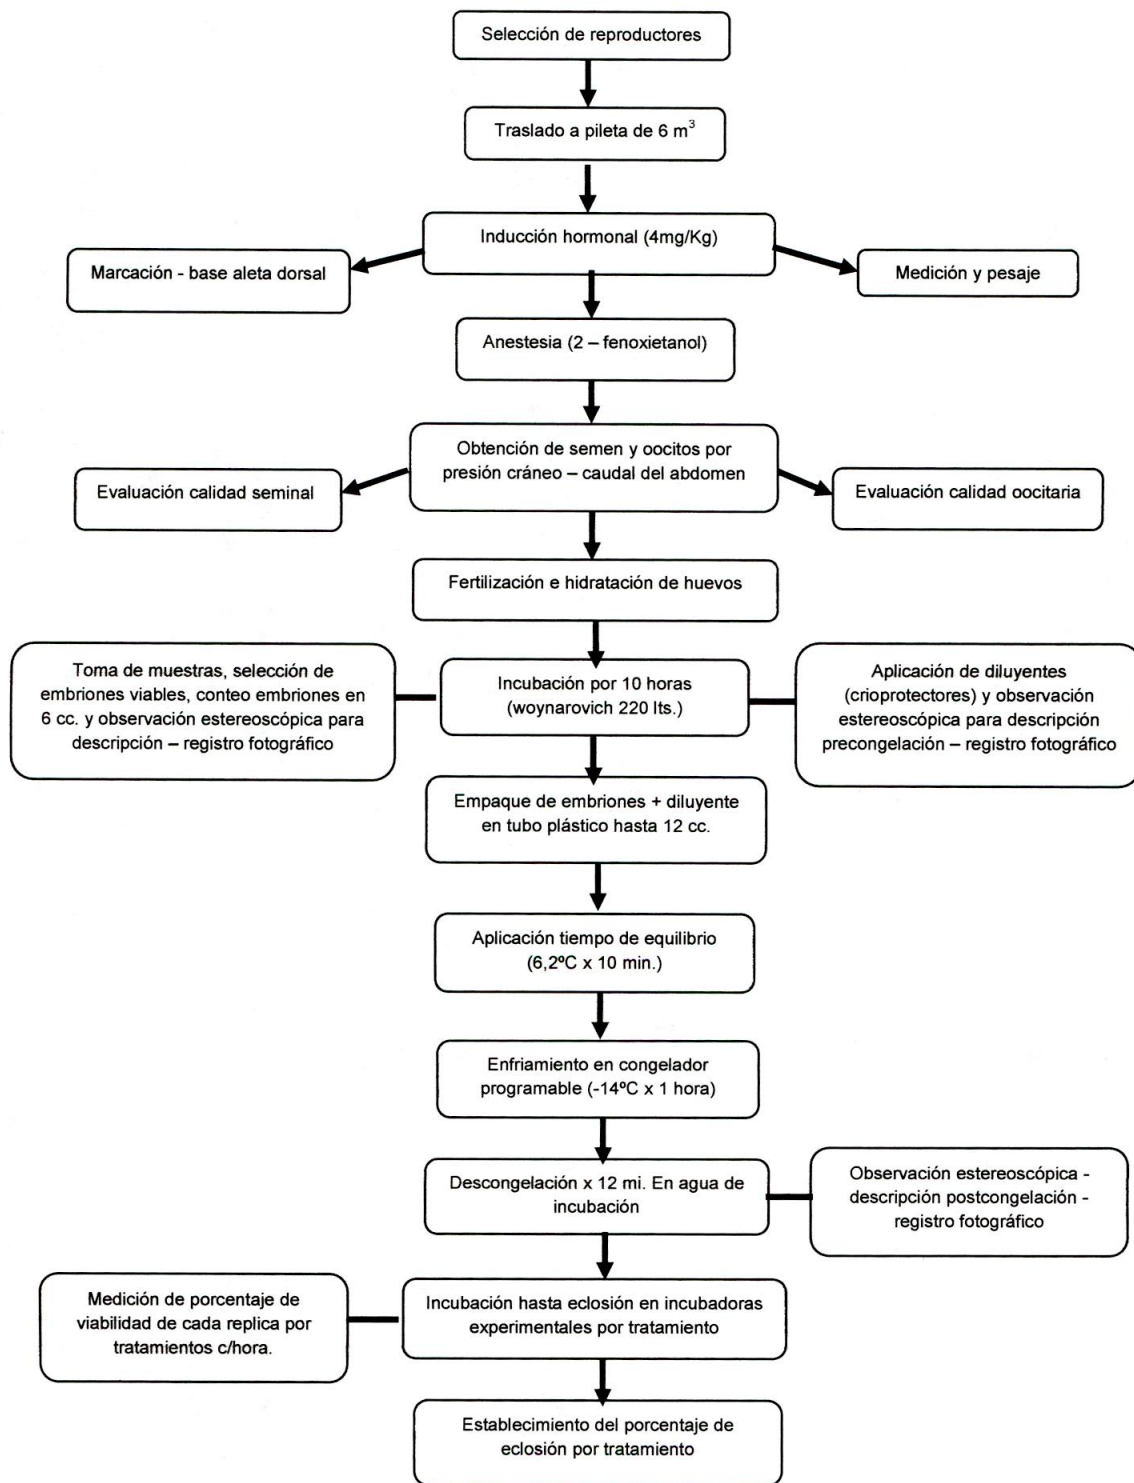 Selección de reproductores
Traslado a pileta de 6 m³
Inducción hormonal (4mg/Kg)
Marcación - base aleta dorsal
Medición y pesaje
Anestesia (2 – fenoxietanol)
Obtención de semen y oocitos por
presión cráneo – caudal del abdomen
Evaluación calidad seminal
Evaluación calidad oocitaria
Fertilización e hidratación de huevos
Toma de muestras, selección de
embriones viables, conteo embriones en
6 cc. y observación estereoscópica para
descripción – registro fotográfico
Incubación por 10 horas
(woynarovich 220 lts.)
Aplicación de diluyentes
(crioprotectores) y observación
estereoscópica para descripción
precongelación – registro fotográfico
Empaque de embriones + diluyente
en tubo plástico hasta 12 cc.
Aplicación tiempo de equilibrio
(6,2ºC x 10 min.)
Enfriamiento en congelador
programable (-14ºC x 1 hora)
Descongelación x 12 mi. En agua de
incubación
Observación estereoscópica -
descripción postcongelación -
registro fotográfico
Medición de porcentaje de
viabilidad de cada replica por
tratamientos c/hora.
Incubación hasta eclosión en incubadoras
experimentales por tratamiento
Establecimiento del porcentaje de
eclosión por tratamiento